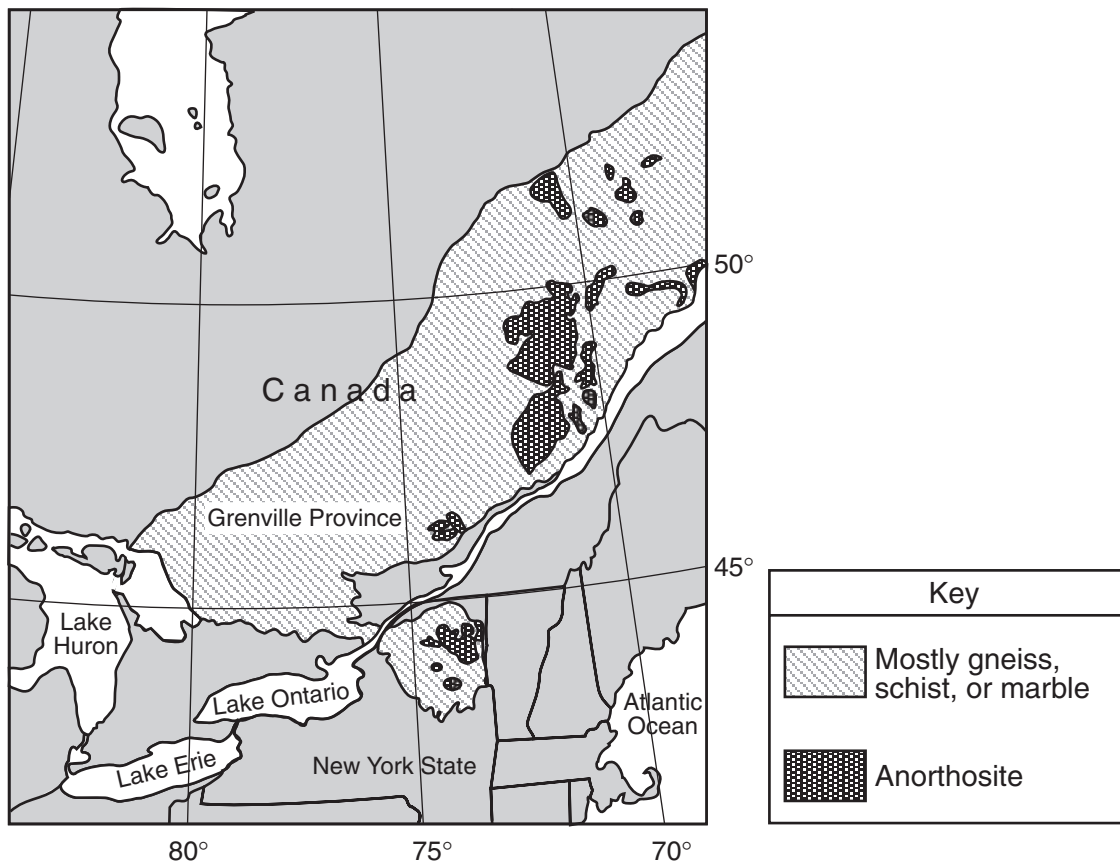 50°
Canada
Grenville Province
45°
Lake
Huron
Lake Ontario
Atlantic
Ocean
Lake Erie
New York State
80°
75°
70°
Key
Mostly gneiss,
schist, or marble
Anorthosite